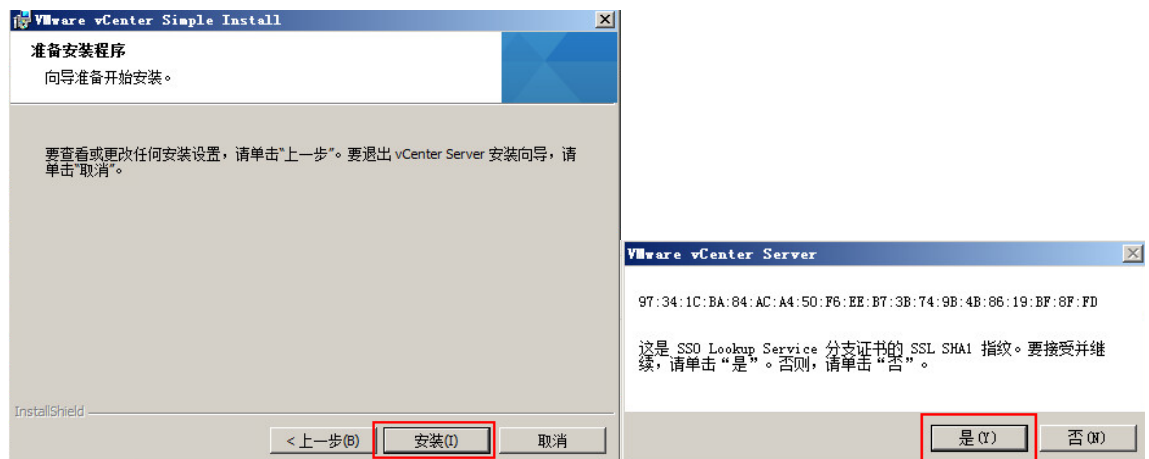 VMware vCenter Simple Install
准备安装程序
向导准备开始安装。
要查看或更改任何安装设置，请单击“上一步”。要退出 vCenter Server 安装向导，请
单击“取消”。
InstallShield
< 上一步(B)
安装(I)
取消
VMware vCenter Server
97:34:1C:BA:84:AC:A4:50:F6:EE:B7:3B:74:9B:4B:86:19:BF:8F:FD
这是 SSO Lookup Service 分支证书的 SSL SHA1 指纹。要接受并继
续，请单击“是”。否则，请单击“否”。
是(Y)
否(N)